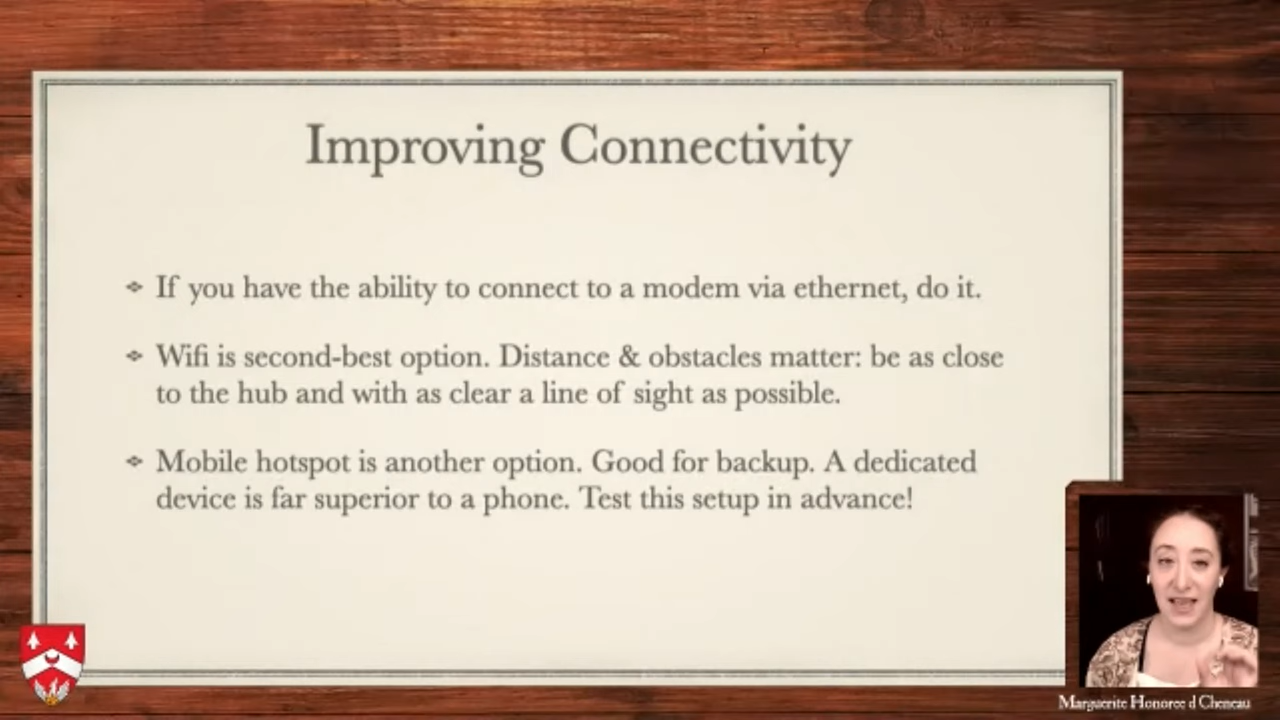 Improving Connectivity
If you have the ability to connect to a modem via ethernet, do it.
Wifi is second-best option. Distance & obstacles matter: be as close
to the hub and with as clear a line of sight as possible.
Mobile hotspot is another option. Good for backup. A dedicated
device is far superior to a phone. Test this setup in advance!
Marguerite Honoree d Cheneau